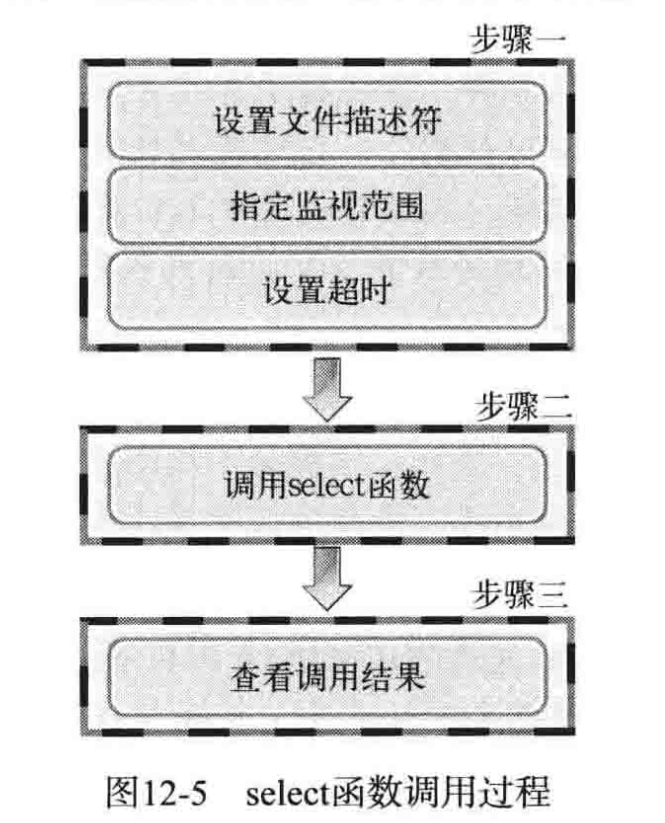 步骤一
设置文件描述符
指定监视范围
设置超时
步骤二
调用select函数
步骤三
查看调用结果
图12-5 select函数调用过程